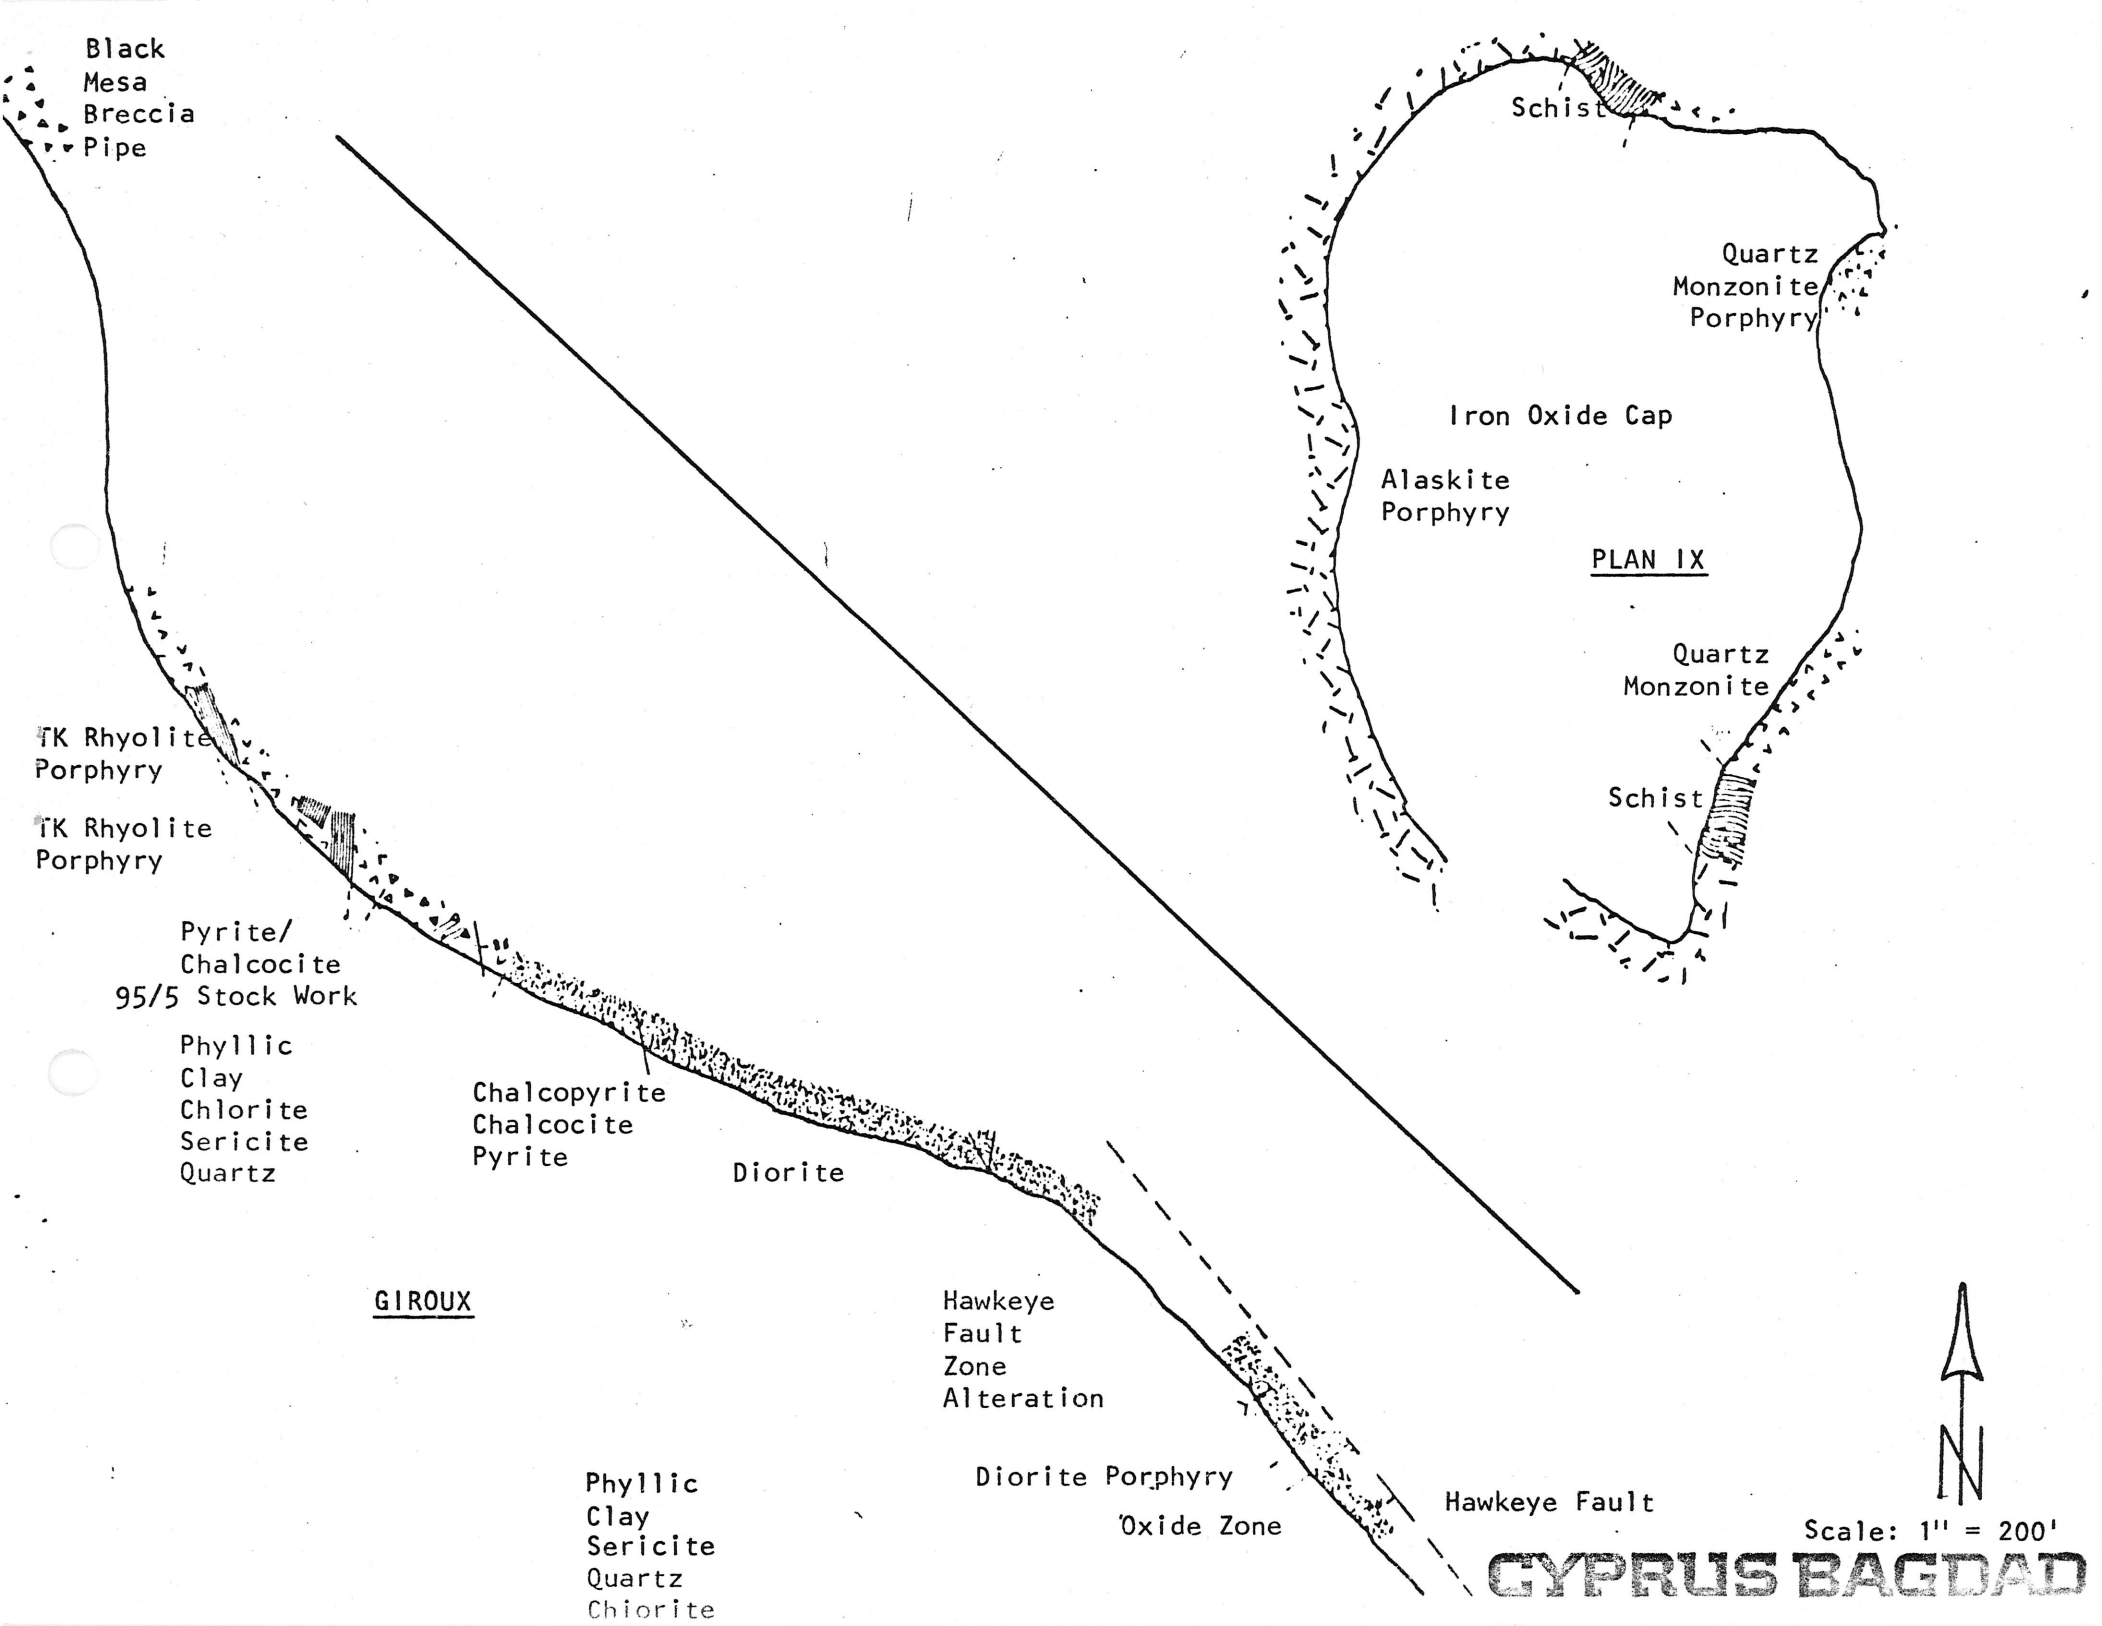 Black
Mesa
Breccia
Pipe
Schist
Quartz
Monzonite
Porphyry
Iron Oxide Cap
Alaskite
Porphyry
PLAN IX
Quartz
Monzonite
Schist
TK Rhyolite
Porphyry
TK Rhyolite
Porphyry
Pyrite/
Chalcocite
95/5 Stock Work
Phyllic
Clay
Chlorite
Sericite
Quartz
Chalcopyrite
Chalcocite
Pyrite
Diorite
GIROUX
Hawkeye
Fault
Zone
Alteration
Diorite Porphyry
Oxide Zone
Phyllic
Clay
Sericite
Quartz
Chlorite
Hawkeye Fault
N
Scale: 1" = 200'
CYPRUS BAGDAD